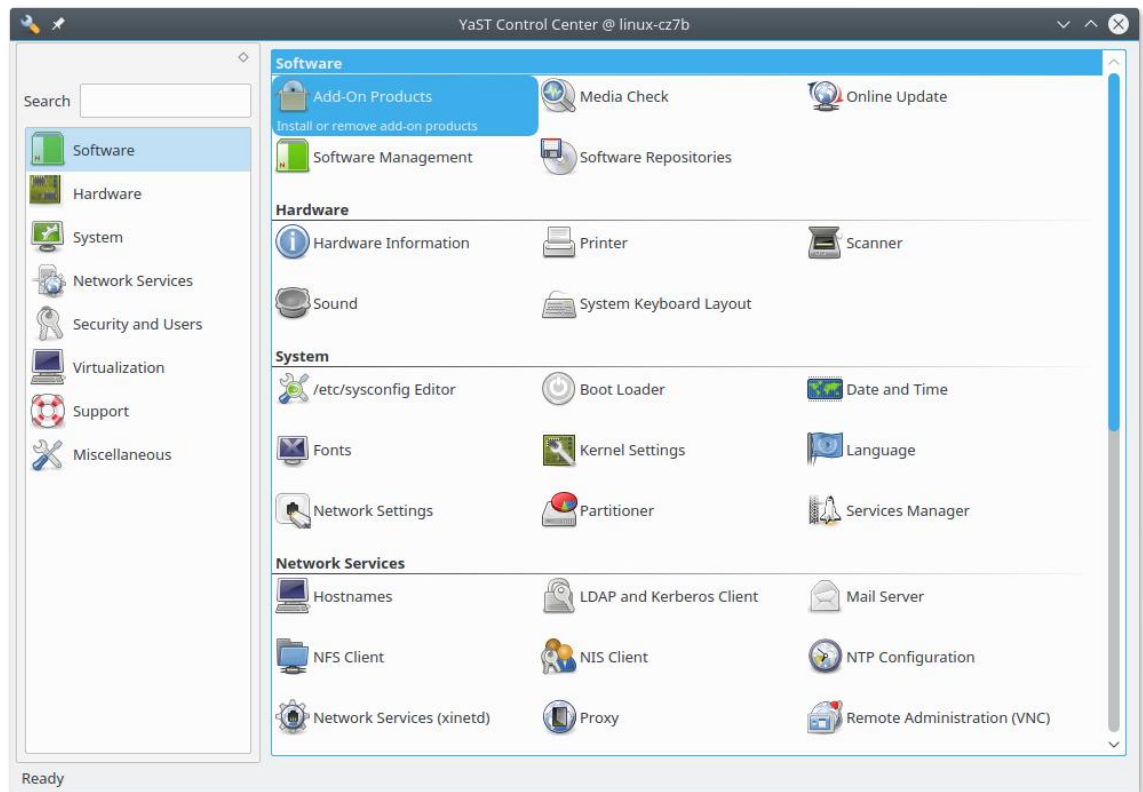 YaST Control Center @ linux-cz7b
Search
Software
Hardware
System
Network Services
Security and Users
Virtualization
Support
Miscellaneous
Software
Add-On Products
Install or remove add-on products
Media Check
Online Update
Software Management
Software Repositories
Hardware
Hardware Information
Printer
Scanner
Sound
System Keyboard Layout
System
/etc/sysconfig Editor
Boot Loader
Date and Time
Fonts
Kernel Settings
Language
Network Settings
Partitioner
Services Manager
Network Services
Hostnames
LDAP and Kerberos Client
Mail Server
NFS Client
NIS Client
NTP Configuration
Network Services (xinetd)
Proxy
Remote Administration (VNC)
Ready